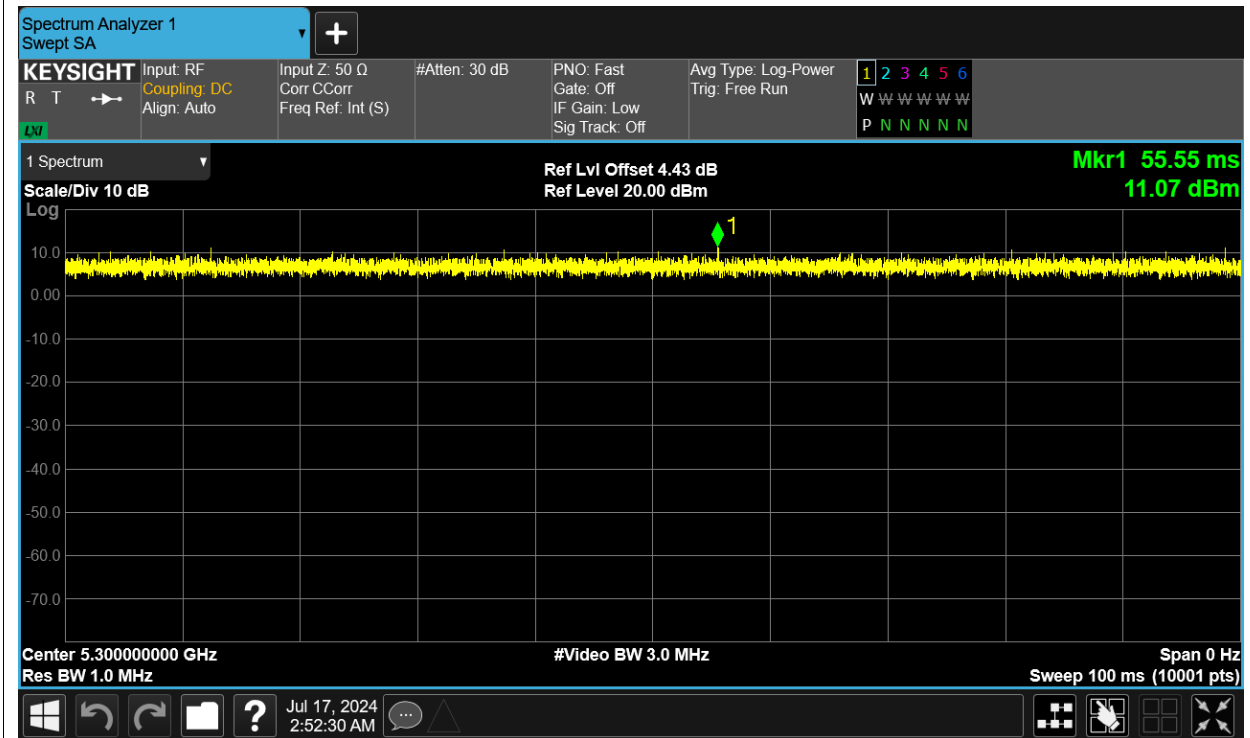 Spectrum Analyzer 1
Swept SA
KEYSIGHT
R T
LXI
Input: RF
Coupling: DC
Align: Auto
Input Z: 50 Ω
Corr CCorr
Freq Ref: Int (S)
#Atten: 30 dB
PNO: Fast
Gate: Off
IF Gain: Low
Sig Track: Off
Avg Type: Log-Power
Trig: Free Run
1 2 3 4 5 6
W W W W W W
P N N N N N
1 Spectrum
Scale/Div 10 dB
Log
Ref Lvl Offset 4.43 dB
Ref Level 20.00 dBm
Mkr1 55.55 ms
11.07 dBm
1
10.0
0.00
-10.0
-20.0
-30.0
-40.0
-50.0
-60.0
-70.0
Center 5.300000000 GHz
Res BW 1.0 MHz
#Video BW 3.0 MHz
Span 0 Hz
Sweep 100 ms (10001 pts)
?
Jul 17, 2024
2:52:30 AM